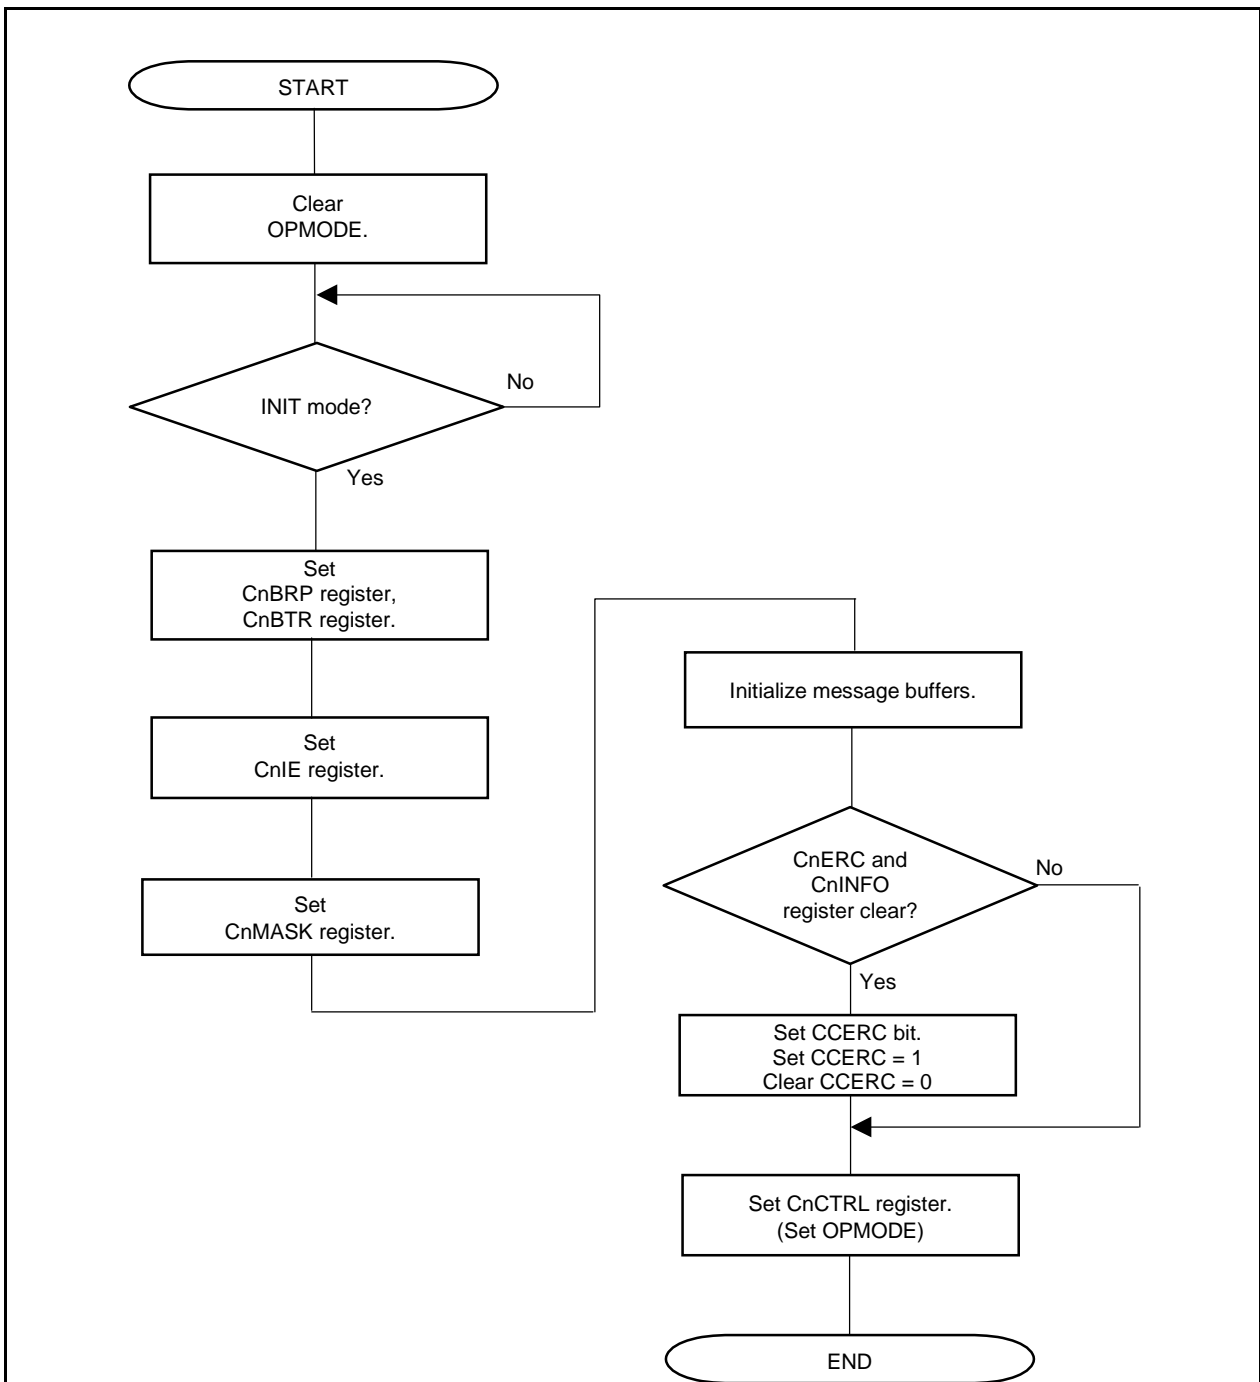 START
Clear
OPMODE.
INIT mode?
No
Yes
Set
CnBRP register,
CnBTR register.
Set
CnIE register.
Set
CnMASK register.
Initialize message buffers.
CnERC and
CnINFO
register clear?
No
Yes
Set CCERC bit.
Set CCERC = 1
Clear CCERC = 0
Set CnCTRL register.
(Set OPMODE)
END